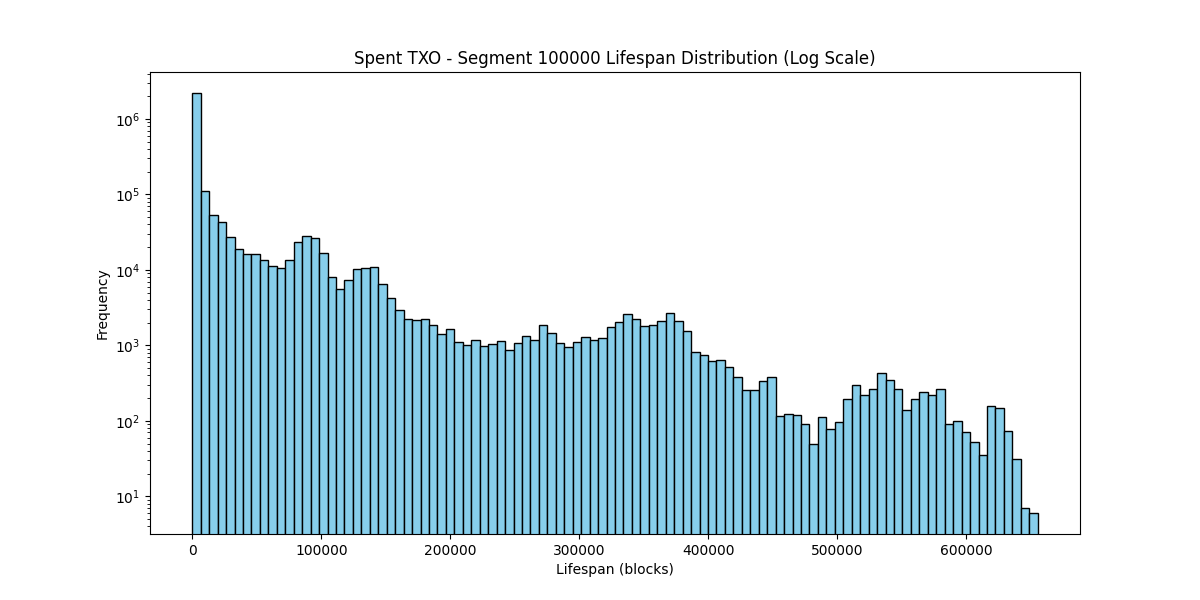 Spent TXO - Segment 100000 Lifespan Distribution (Log Scale)
Frequency
10⁶
10⁵
10⁴
10³
10²
10¹
0 100000 200000 300000 400000 500000 600000
Lifespan (blocks)